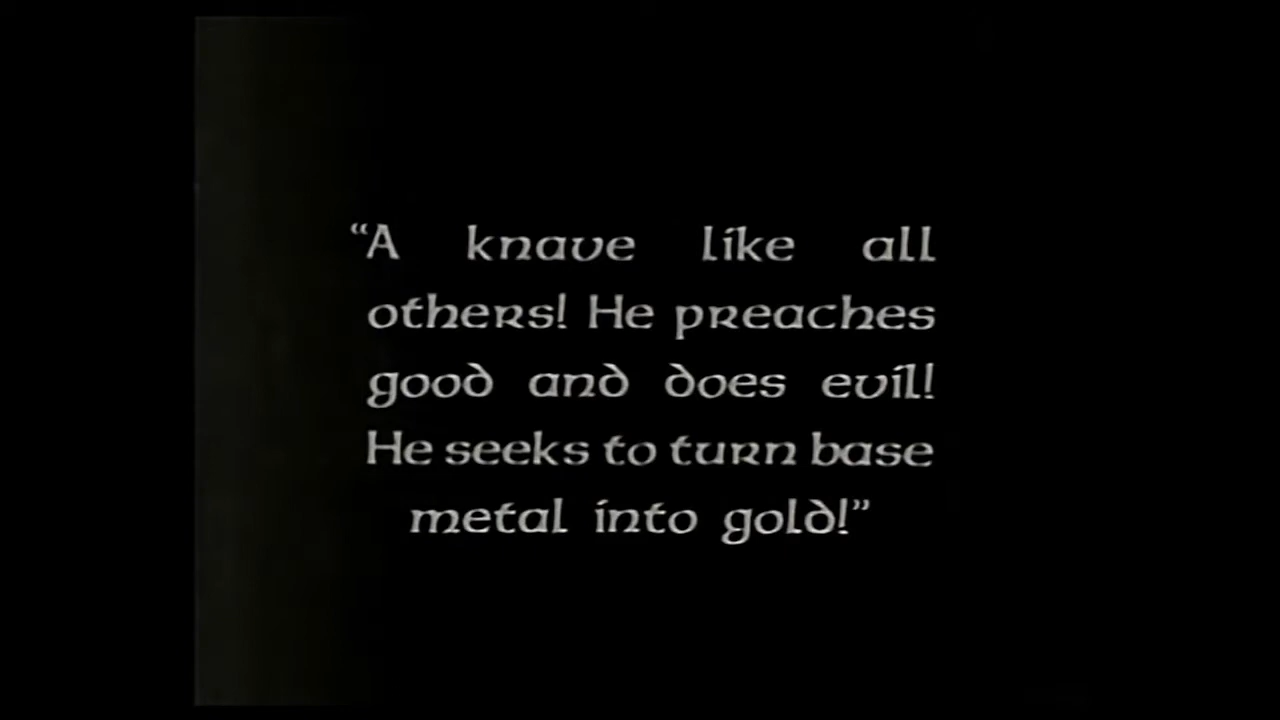 “A knave like all
others! He preaches
good and does evil!
He seeks to turn base
metal into gold!”